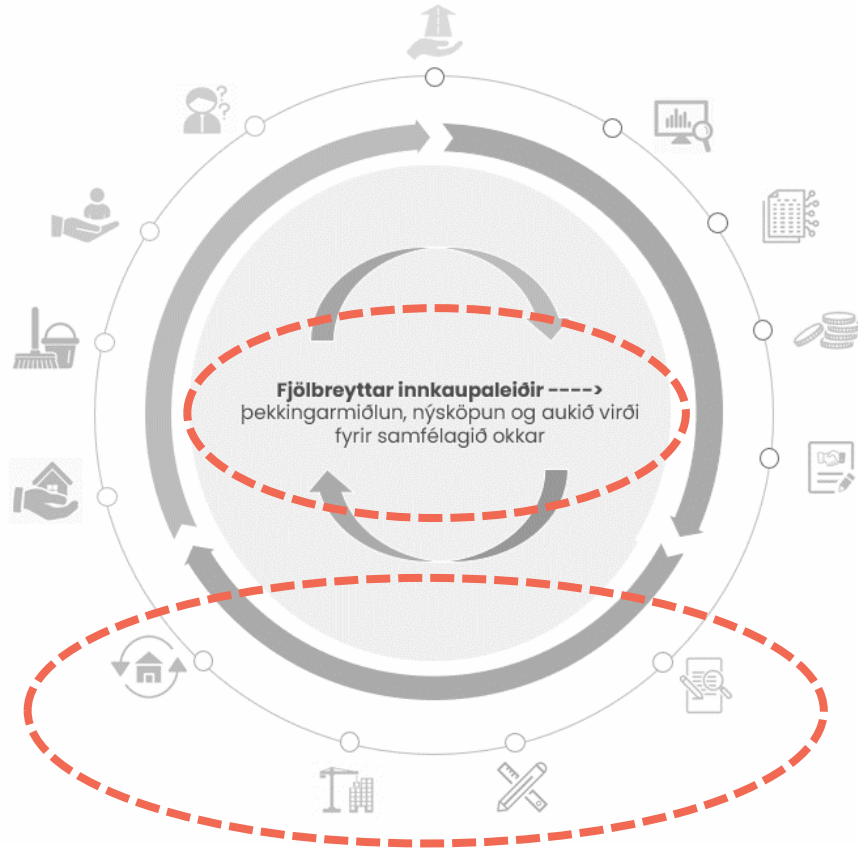 Fjölbreyttar innkaupaleiðir ---->
þekkingarmiðlun, nýsköpun og aukið virði
fyrir samfélagið okkar